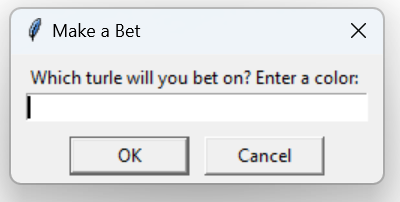 Make a Bet
Which turle will you bet on? Enter a color:
OK
Cancel